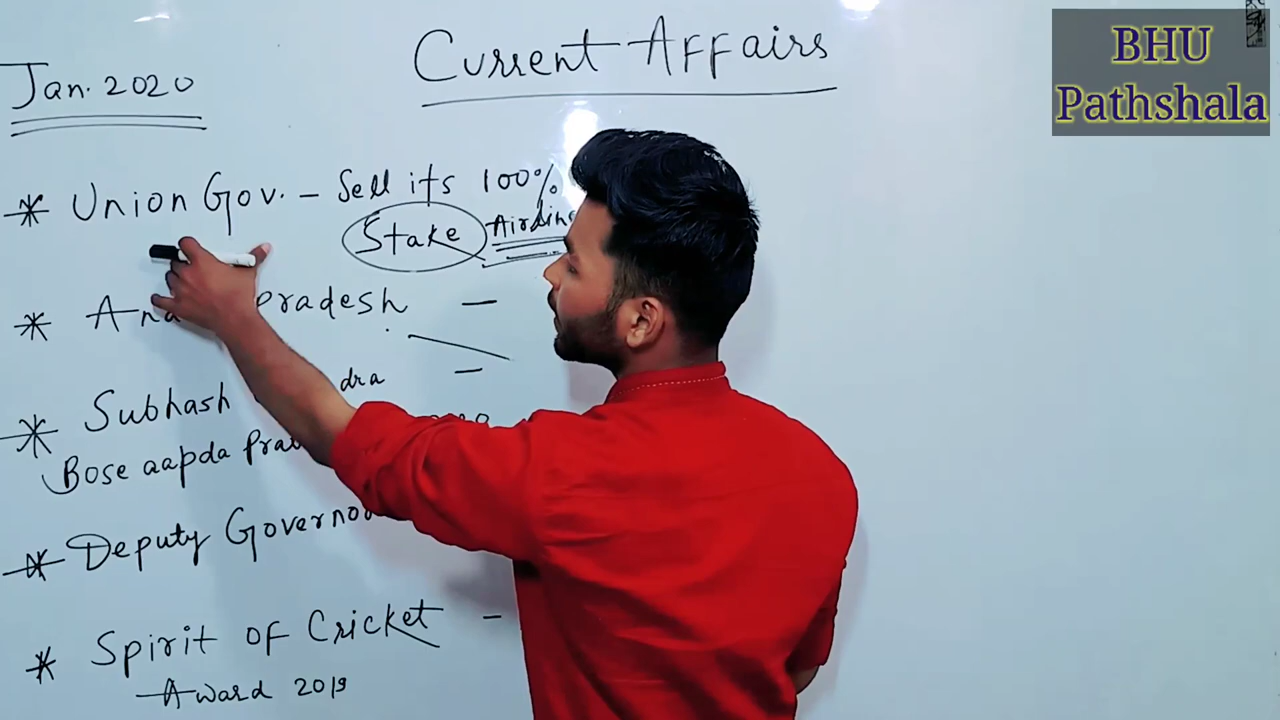 BHU
Pathshala
Current Affairs
Jan. 2020
* Union Gov. - Sell its 100%
Stake
* Pradesh -
* Subhash dra -
Bose aapda
* Deputy
* Spirit of Cricket -
Award 2019